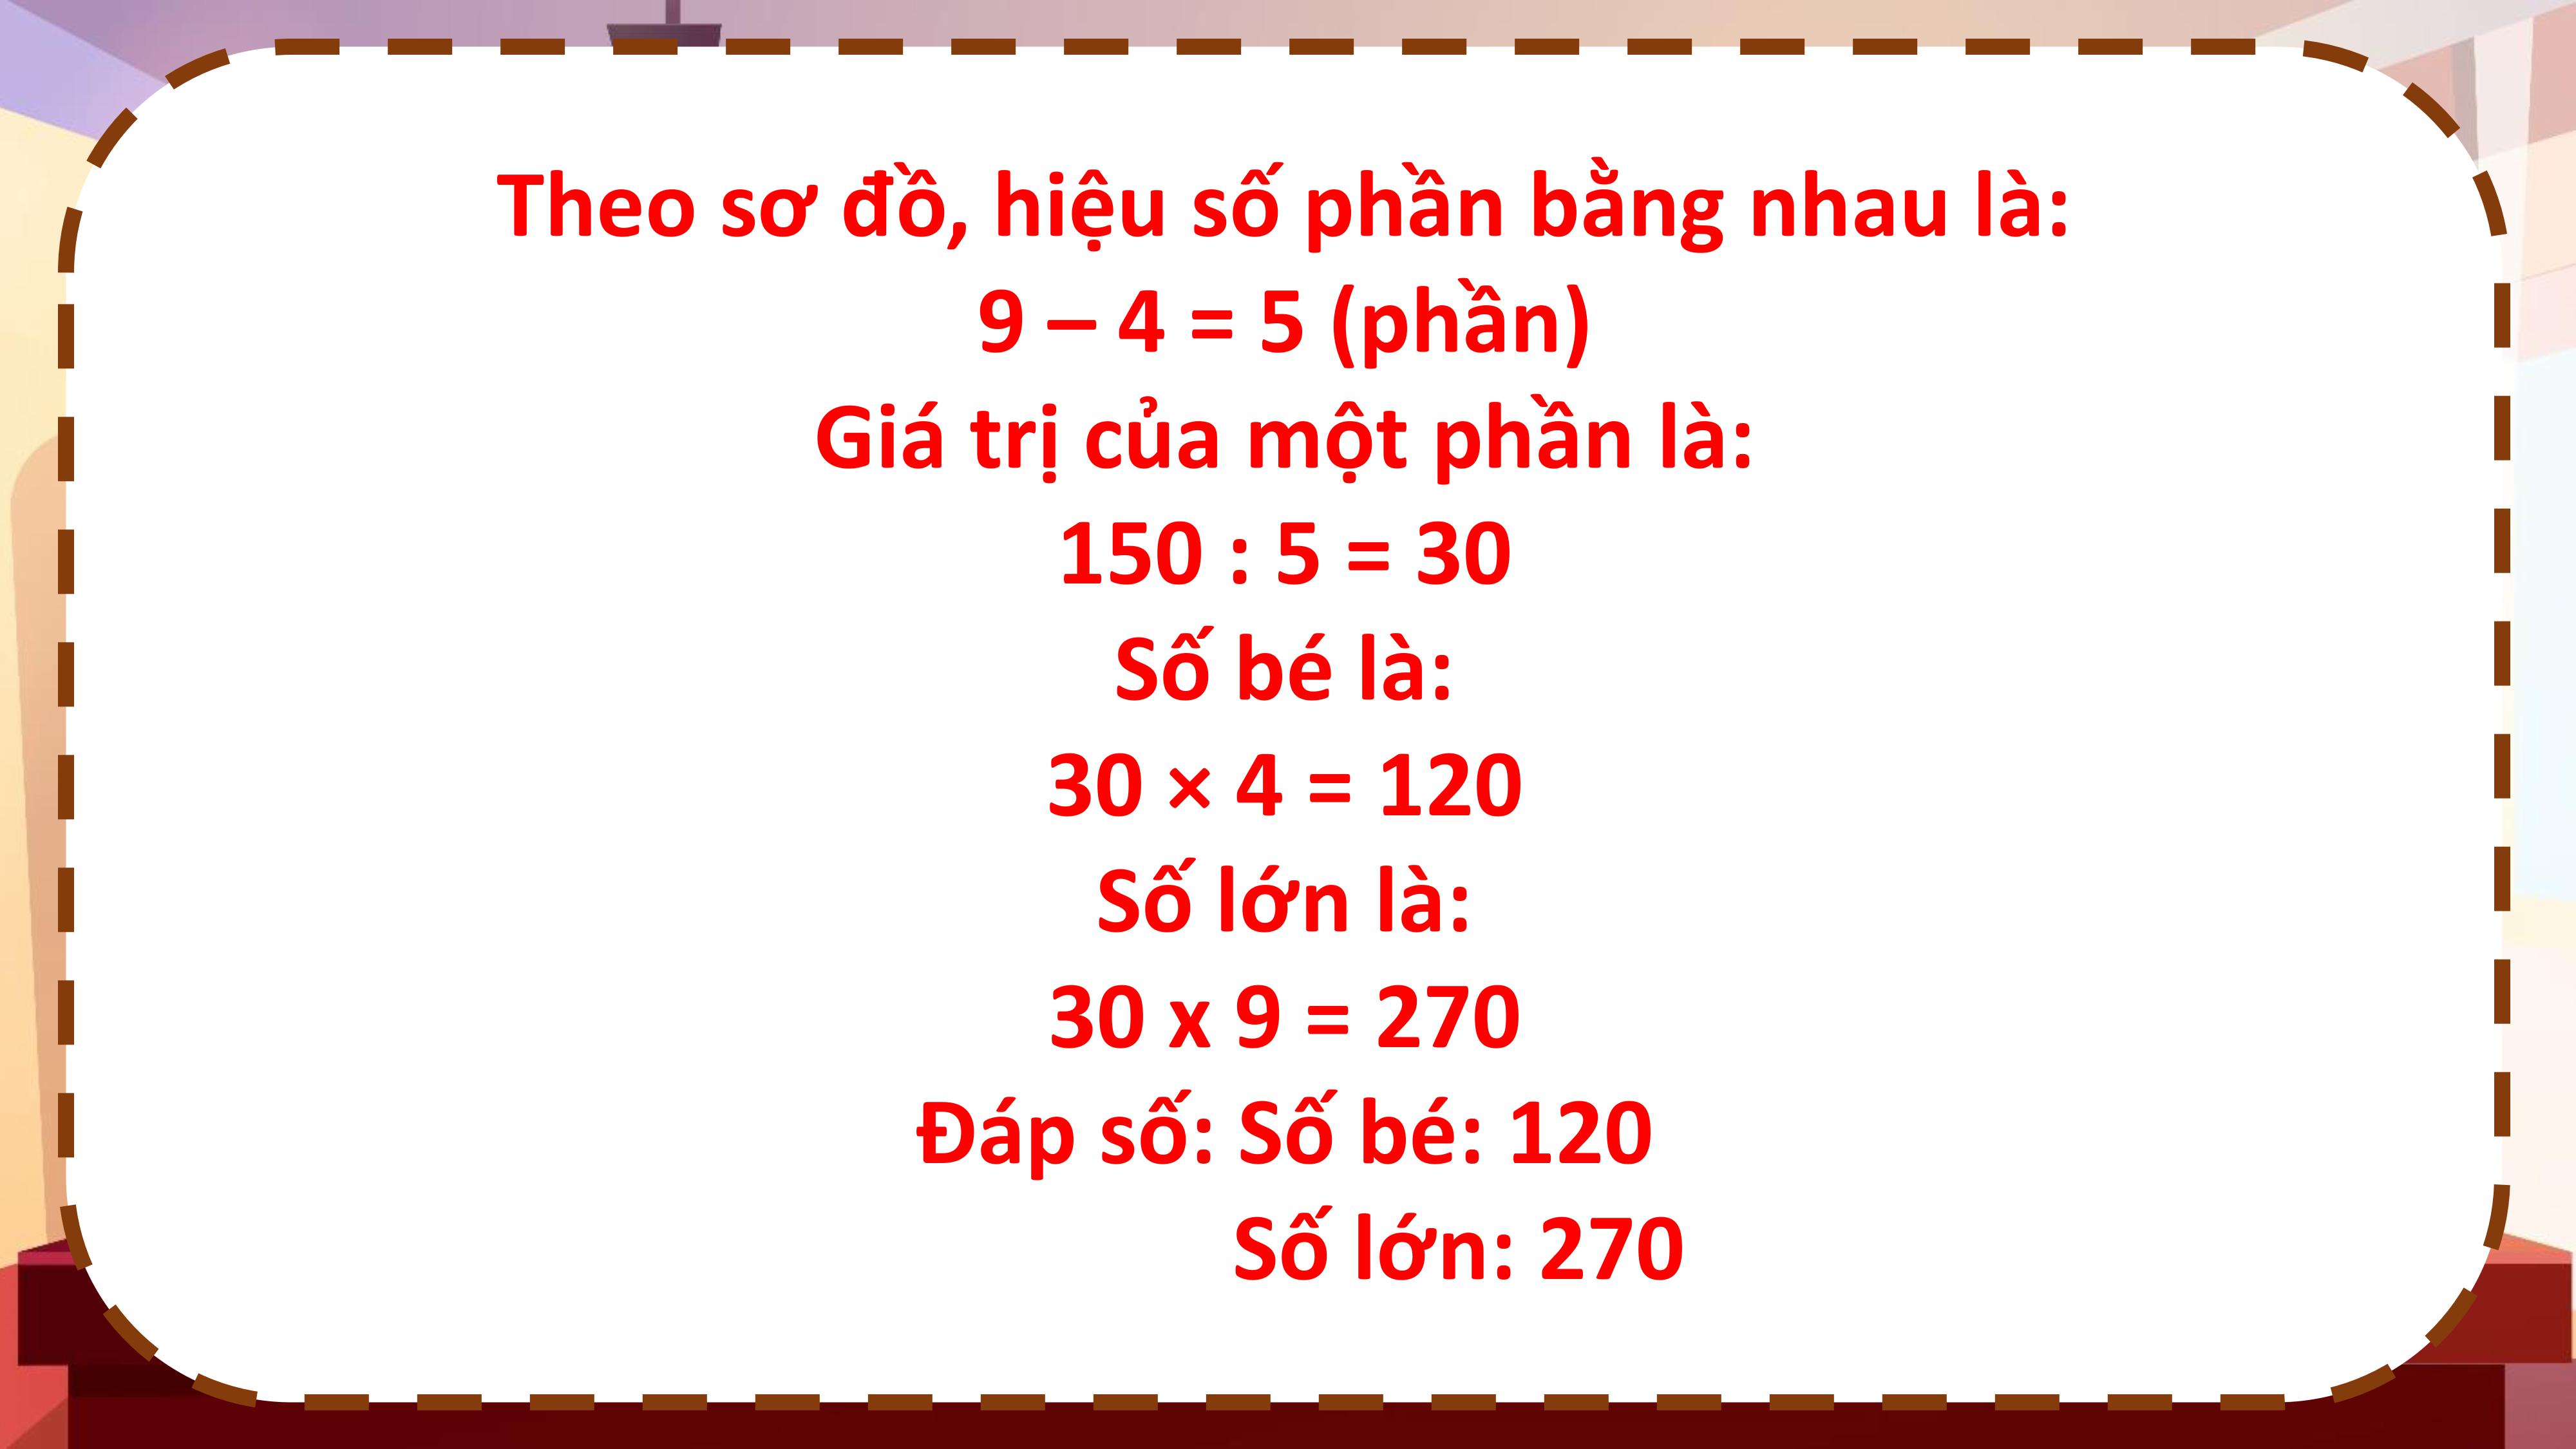 Theo sơ đồ, hiệu số phần bằng nhau là:
9 – 4 = 5 (phần)
Giá trị của một phần là:
150 : 5 = 30
Số bé là:
30 × 4 = 120
Số lớn là:
30 x 9 = 270
Đáp số: Số bé: 120
Số lớn: 270